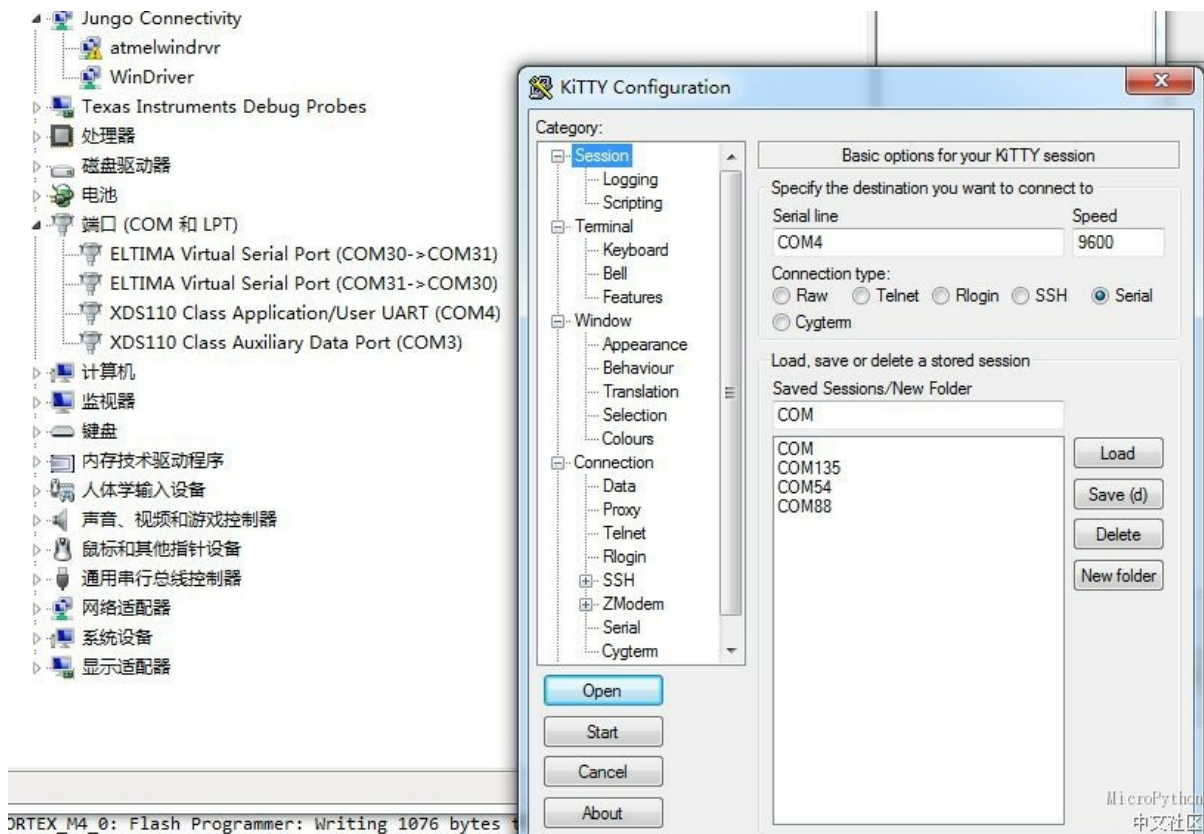 Jungo Connectivity
atmelwindrvr
WinDriver
Texas Instruments Debug Probes
处理器
磁盘驱动器
电池
端口 (COM 和 LPT)
ELTIMA Virtual Serial Port (COM30->COM31)
ELTIMA Virtual Serial Port (COM31->COM30)
XDS110 Class Application/User UART (COM4)
XDS110 Class Auxiliary Data Port (COM3)
计算机
监视器
键盘
内存技术驱动程序
人体学输入设备
声音、视频和游戏控制器
鼠标和其他指针设备
通用串行总线控制器
网络适配器
系统设备
显示适配器
ORTEX_M4_0: Flash Programmer: Writing 1076 bytes t
KiTTY Configuration
Category:
Session
Logging
Scripting
Terminal
Keyboard
Bell
Features
Window
Appearance
Behaviour
Translation
Selection
Colours
Connection
Data
Proxy
Telnet
Rlogin
SSH
ZModem
Serial
Cygterm
Open
Start
Cancel
About
Basic options for your KiTTY session
Specify the destination you want to connect to
Serial line Speed
COM4 9600
Connection type:
Raw Telnet Rlogin SSH Serial
Cygterm
Load, save or delete a stored session
Saved Sessions/New Folder
COM
COM
COM135
COM54
COM88
Load
Save (d)
Delete
New folder
MicroPython
中文社区